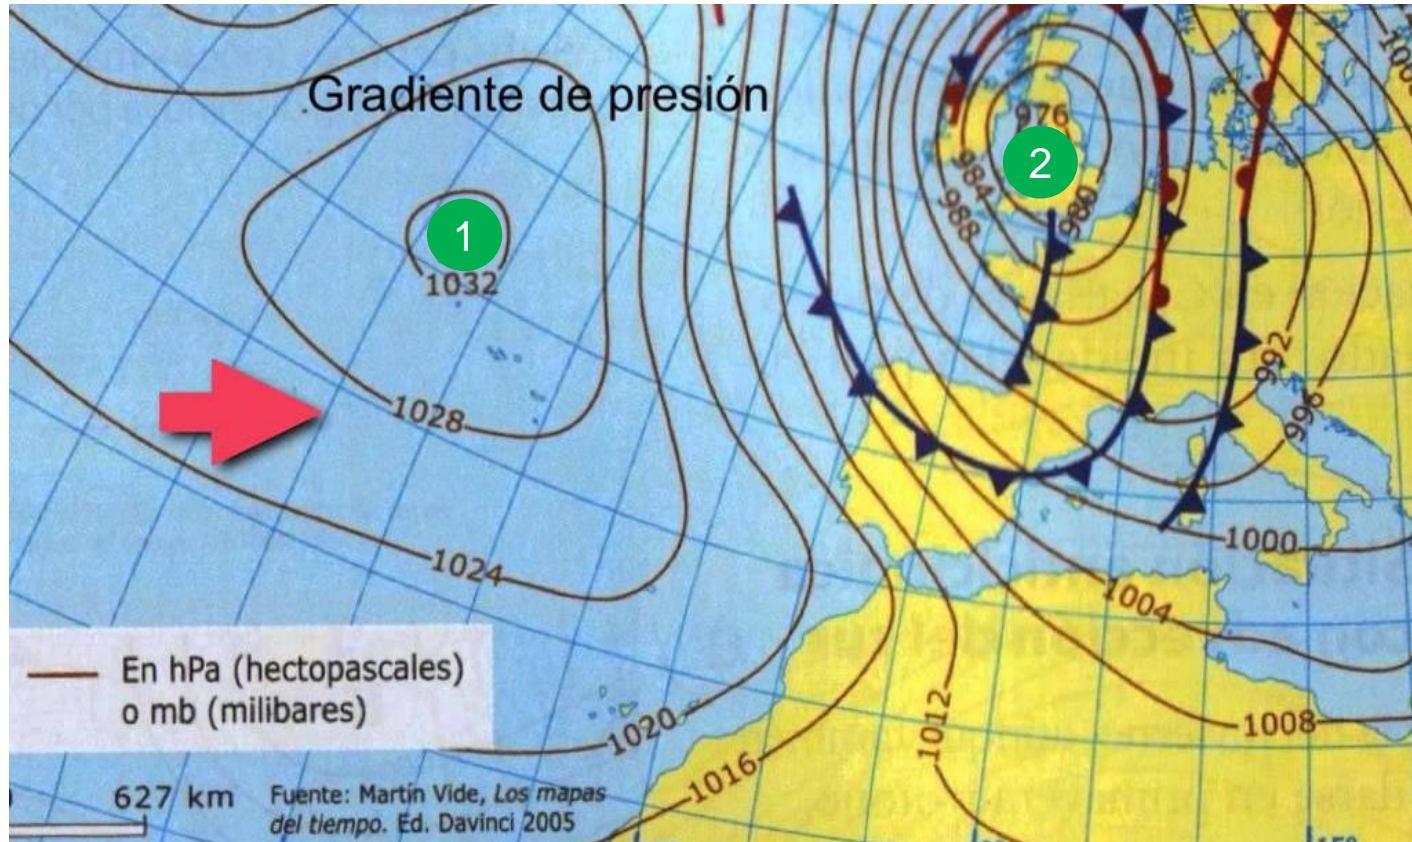 Gradiente de presión
976
2
984
980
988
1
1032
992
1028
996
1000
1024
1004
En hPa (hectopascales)
o mb (milibares)
1020
1012
1008
1016
627 km
Fuente: Martín Vide, Los mapas
del tiempo. Ed. Davinci 2005